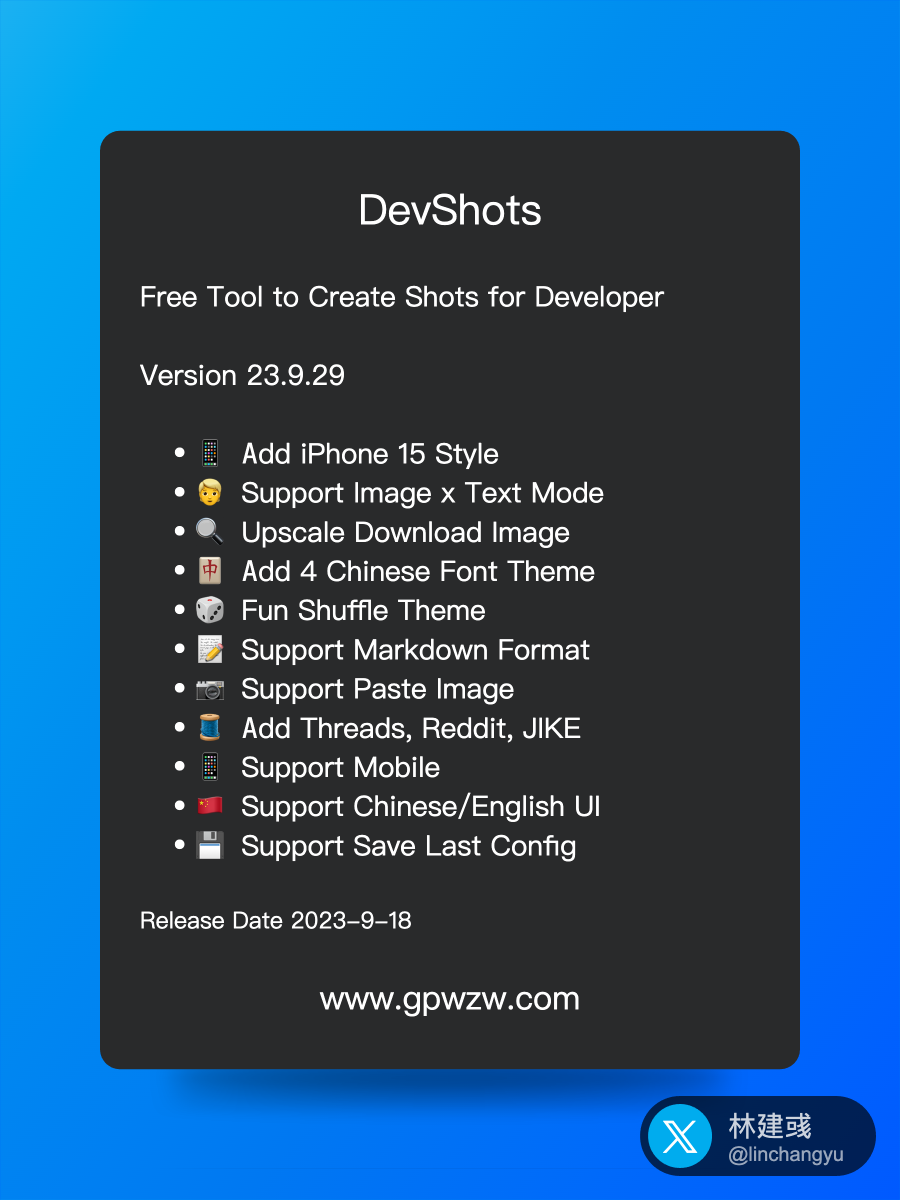 DevShots
Free Tool to Create Shots for Developer
Version 23.9.29
• 📱 Add iPhone 15 Style
• 🧑 Support Image x Text Mode
• 🔍 Upscale Download Image
• 🀄 Add 4 Chinese Font Theme
• 🎲 Fun Shuffle Theme
• 📝 Support Markdown Format
• 📷 Support Paste Image
• 🧵 Add Threads, Reddit, JIKE
• 📱 Support Mobile
• 🇨🇳 Support Chinese/English UI
• 💾 Support Save Last Config
Release Date 2023-9-18
www.gpwzw.com
林建彧
@linchangyu